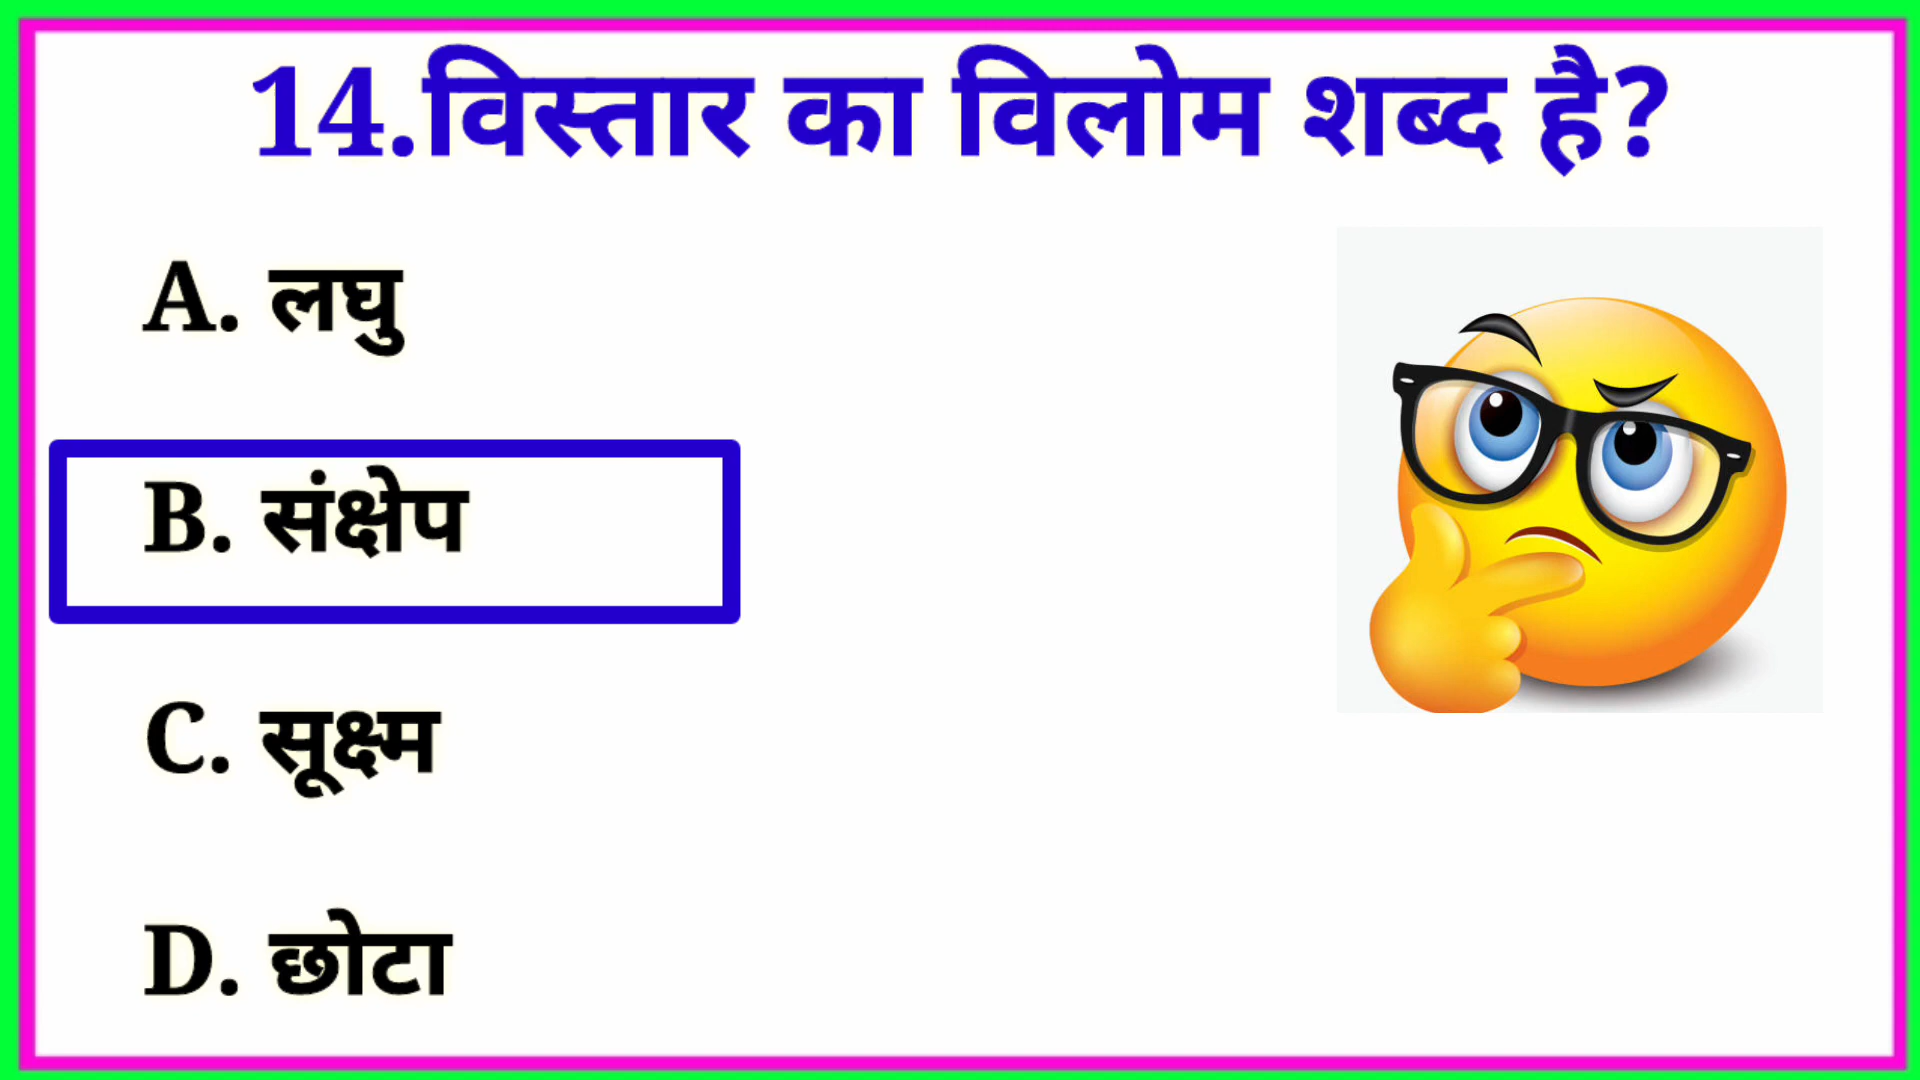 14.विस्तार का विलोम शब्द है?
A. लघु
B. संक्षेप
C. सूक्ष्म
D. छोटा